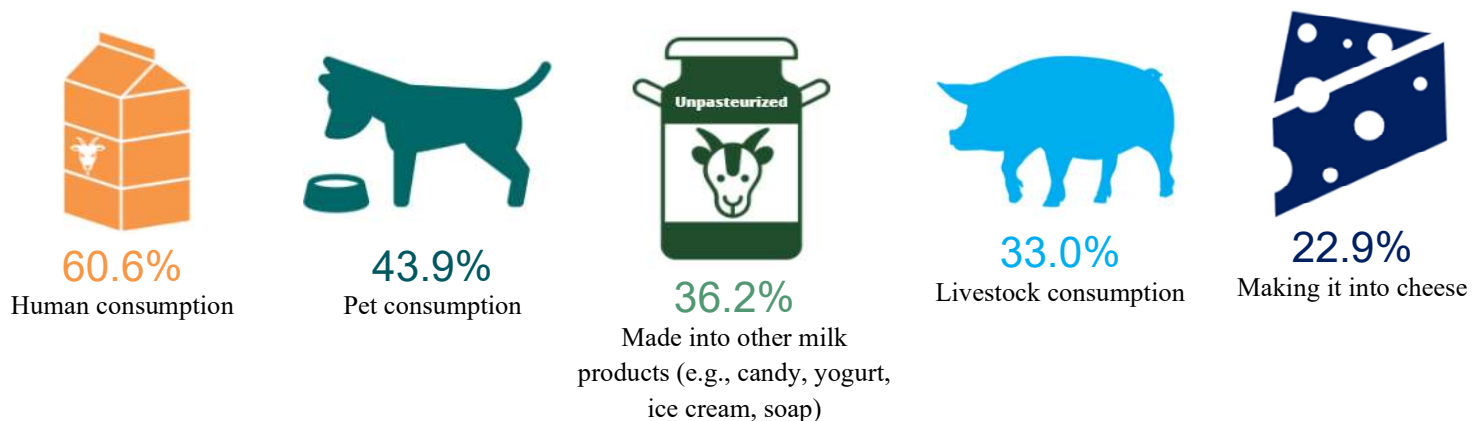 60.6%
Human consumption
43.9%
Pet consumption
Unpasteurized
36.2%
Made into other milk
products (e.g., candy, yogurt,
ice cream, soap)
33.0%
Livestock consumption
22.9%
Making it into cheese